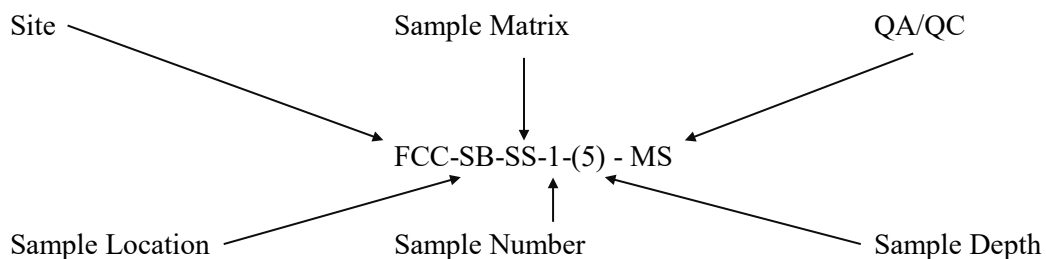 Site Sample Matrix QA/QC
FCC-SB-SS-1-(5) - MS
Sample Location Sample Number Sample Depth